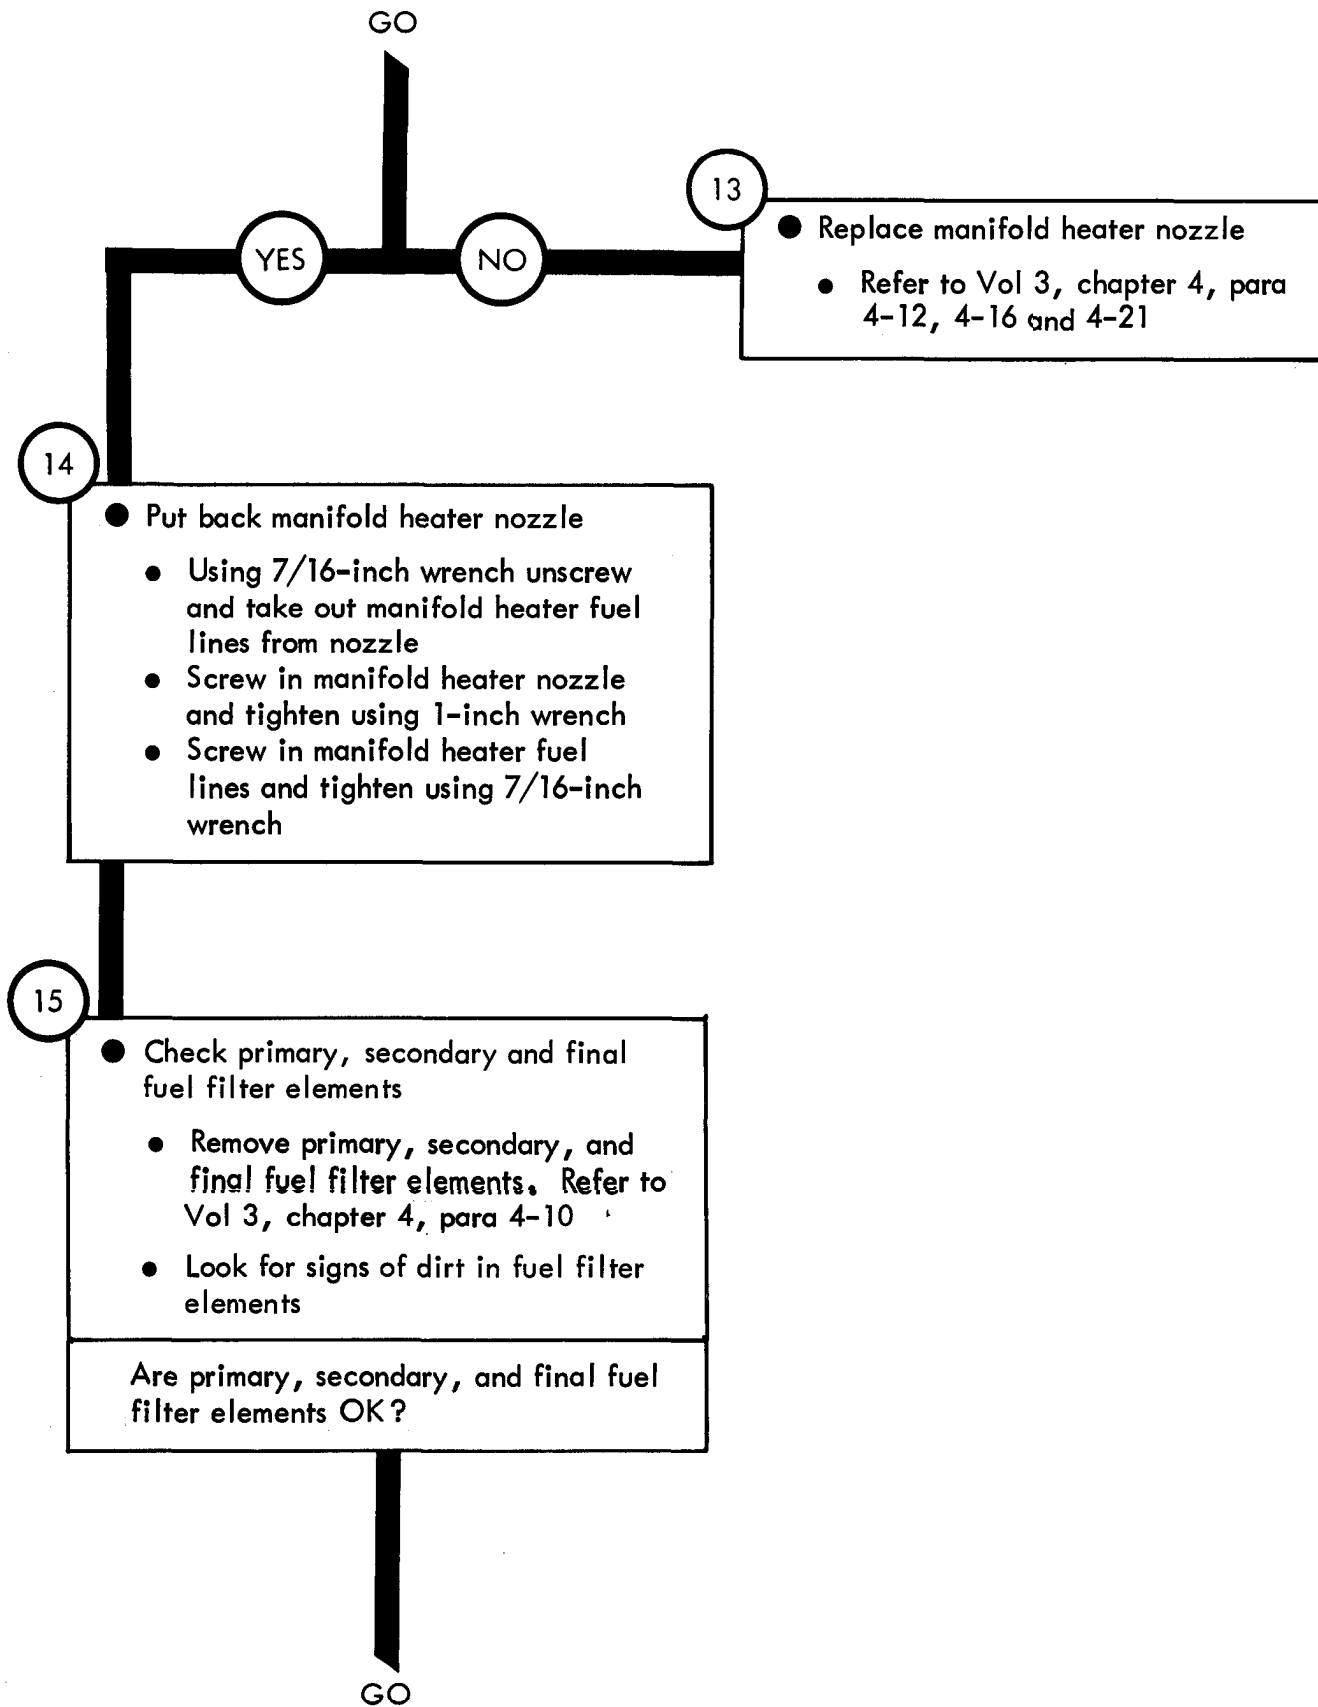 GO
YES
NO
13
● Replace manifold heater nozzle
● Refer to Vol 3, chapter 4, para
4-12, 4-16 and 4-21
14
● Put back manifold heater nozzle
● Using 7/16-inch wrench unscrew
and take out manifold heater fuel
lines from nozzle
● Screw in manifold heater nozzle
and tighten using 1-inch wrench
● Screw in manifold heater fuel
lines and tighten using 7/16-inch
wrench
15
● Check primary, secondary and final
fuel filter elements
● Remove primary, secondary, and
final fuel filter elements. Refer to
Vol 3, chapter 4, para 4-10
● Look for signs of dirt in fuel filter
elements
Are primary, secondary, and final fuel
filter elements OK?
GO